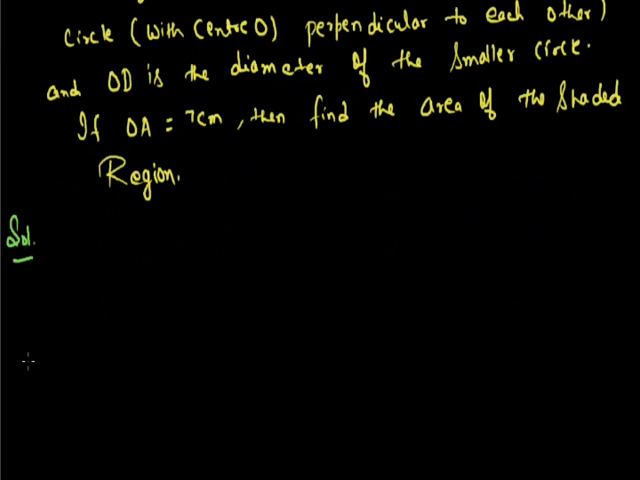 Circle (with Centre O) perpendicular to each other)
and OD is the diameter of the smaller circle.
If OA = 7cm, then find the area of the shaded
Region.
Sol.